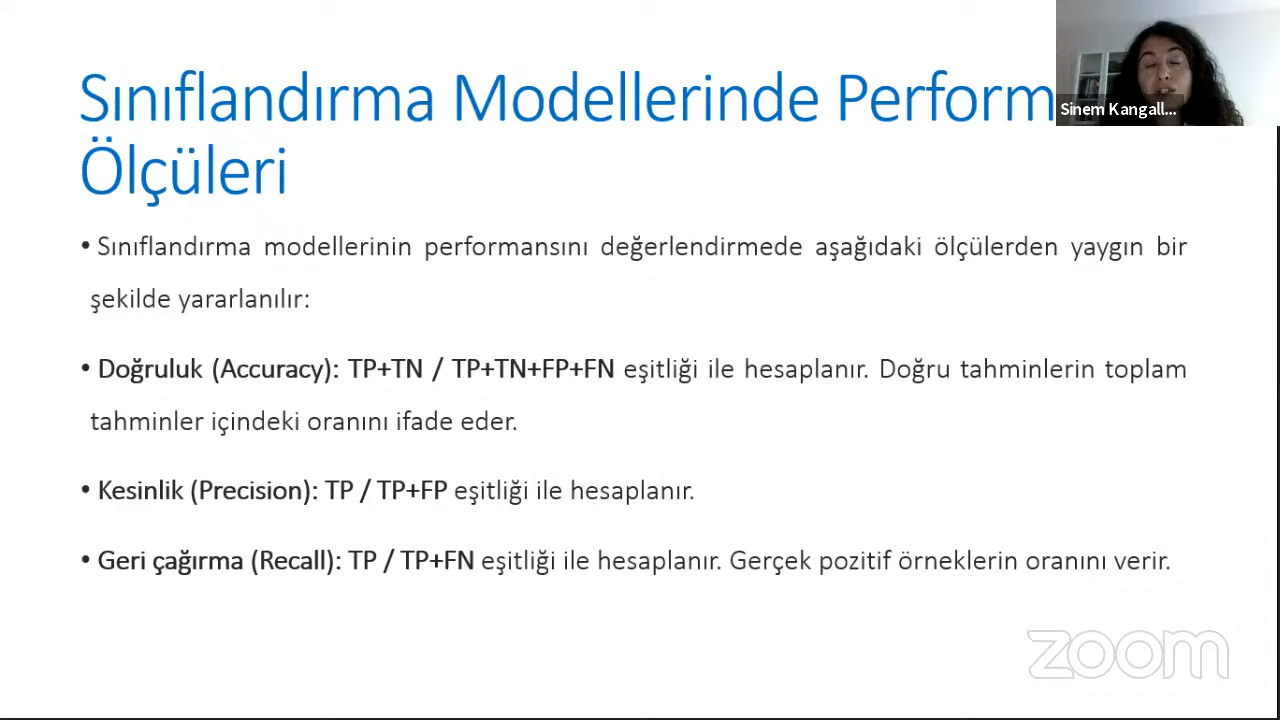 Sınıflandırma Modellerinde Perform
Ölçüleri
Sinem Kangall...
• Sınıflandırma modellerinin performansını değerlendirmede aşağıdaki ölçülerden yaygın bir
şekilde yararlanılır:
• Doğruluk (Accuracy): TP+TN / TP+TN+FP+FN eşitliği ile hesaplanır. Doğru tahminlerin toplam
tahminler içindeki oranını ifade eder.
• Kesinlik (Precision): TP / TP+FP eşitliği ile hesaplanır.
• Geri çağırma (Recall): TP / TP+FN eşitliği ile hesaplanır. Gerçek pozitif örneklerin oranını verir.
zoom